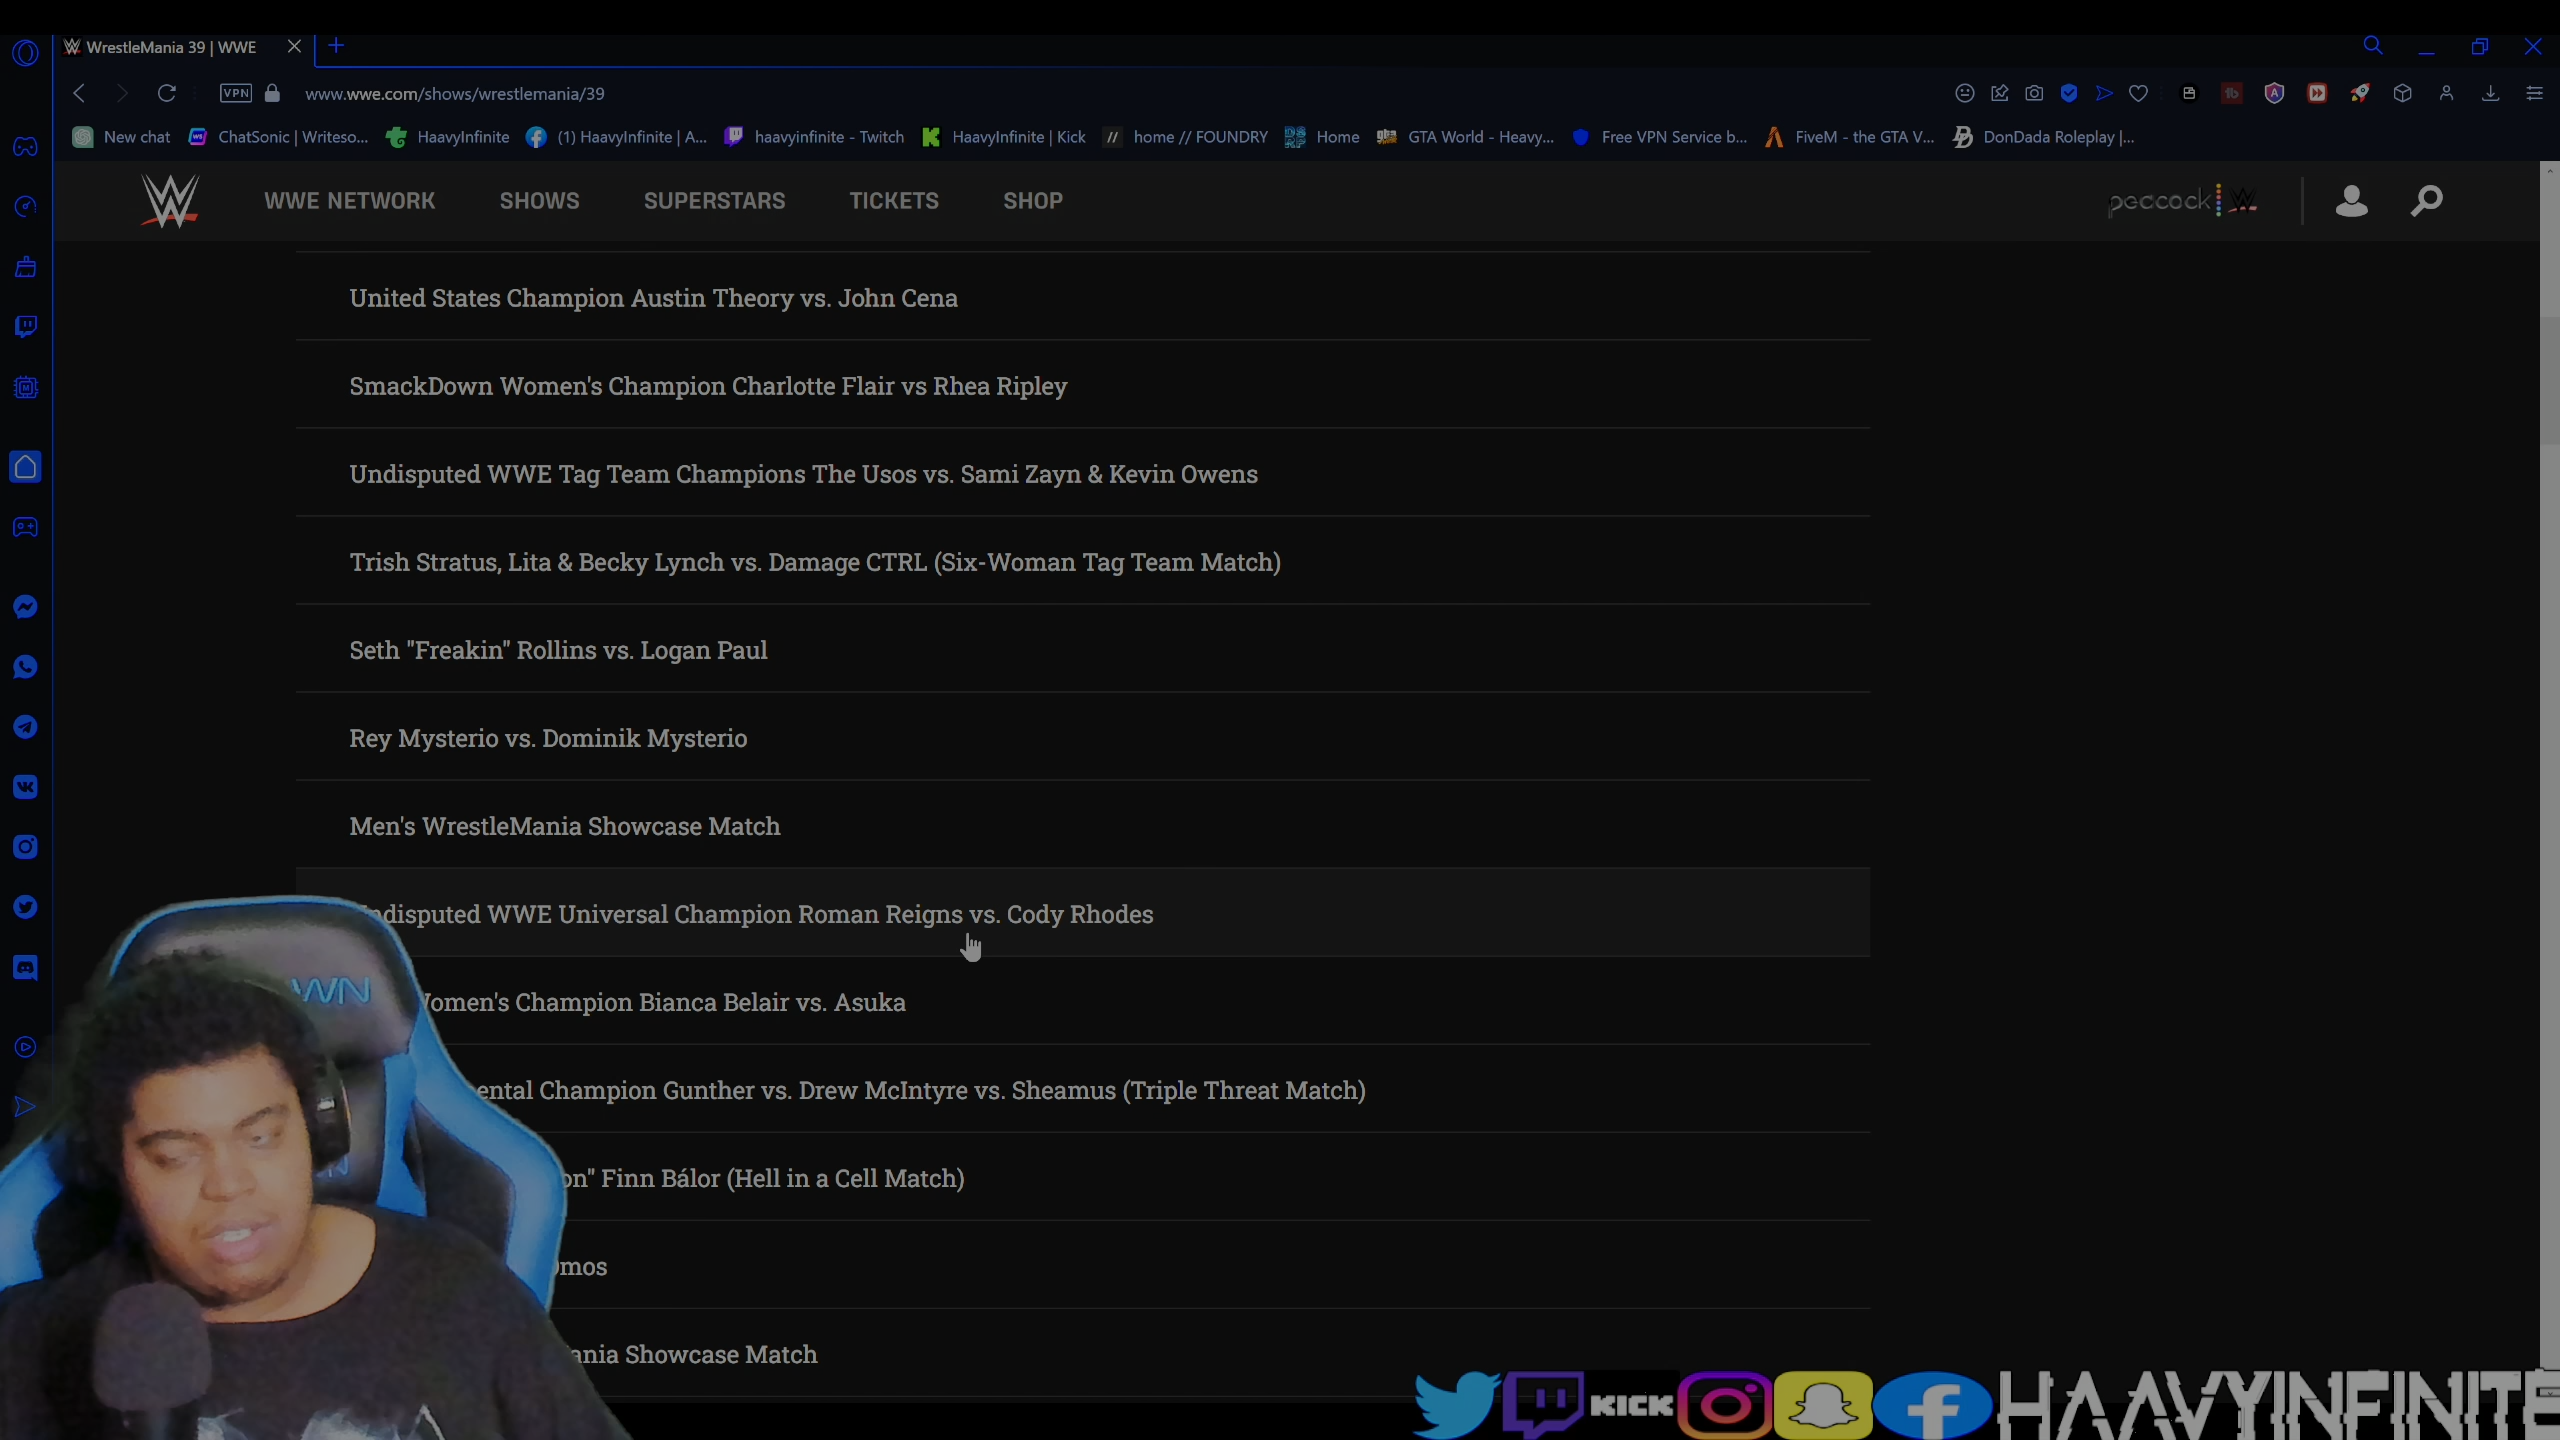 WrestleMania 39 | WWE
VPN
www.wwe.com/shows/wrestlemania/39
New chat
ChatSonic | Writeso...
HaavyInfinite
(1) HaavyInfinite | A...
haavyinfinite - Twitch
HaavyInfinite | Kick
home // FOUNDRY
Home
GTA World - Heavy...
Free VPN Service b...
FiveM - the GTA V...
DonDada Roleplay |...
WWE NETWORK
SHOWS
SUPERSTARS
TICKETS
SHOP
peacock
United States Champion Austin Theory vs. John Cena
SmackDown Women's Champion Charlotte Flair vs Rhea Ripley
Undisputed WWE Tag Team Champions The Usos vs. Sami Zayn & Kevin Owens
Trish Stratus, Lita & Becky Lynch vs. Damage CTRL (Six-Woman Tag Team Match)
Seth "Freakin" Rollins vs. Logan Paul
Rey Mysterio vs. Dominik Mysterio
Men's WrestleMania Showcase Match
ndisputed WWE Universal Champion Roman Reigns vs. Cody Rhodes
omen's Champion Bianca Belair vs. Asuka
ental Champion Gunther vs. Drew McIntyre vs. Sheamus (Triple Threat Match)
on" Finn Bálor (Hell in a Cell Match)
mos
ania Showcase Match
KICK
HAAVYINFINITE